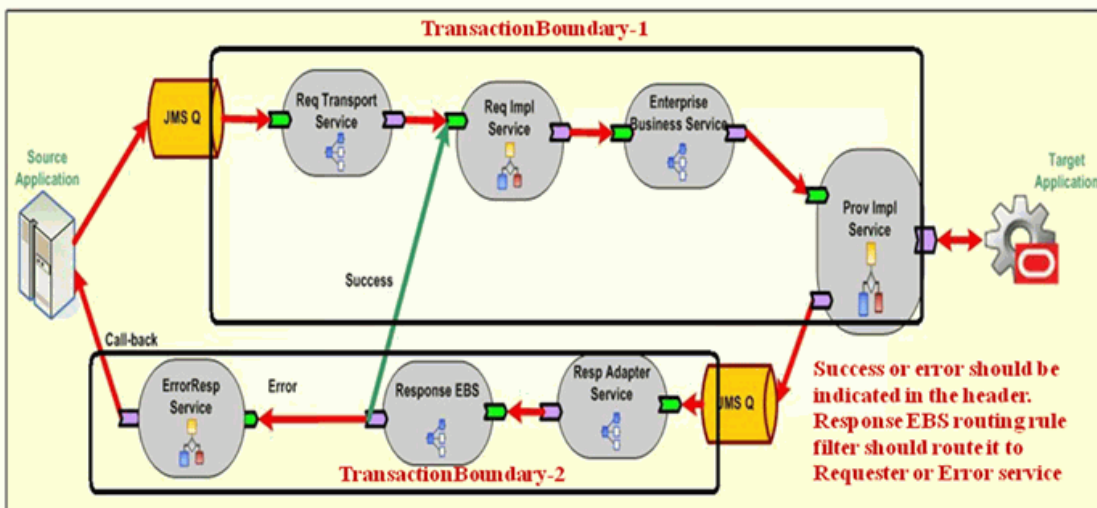 TransactionBoundary-1
JMS Q
Req Transport
Service
Req Impl
Service
Enterprise
Business Service
Source
Application
Target
Application
Prov Impl
Service
Success
Call-back
ErrorResp
Service
Error
Response EBS
Resp Adapter
Service
JMS Q
TransactionBoundary-2
Success or error should be
indicated in the header.
Response EBS routing rule
filter should route it to
Requester or Error service